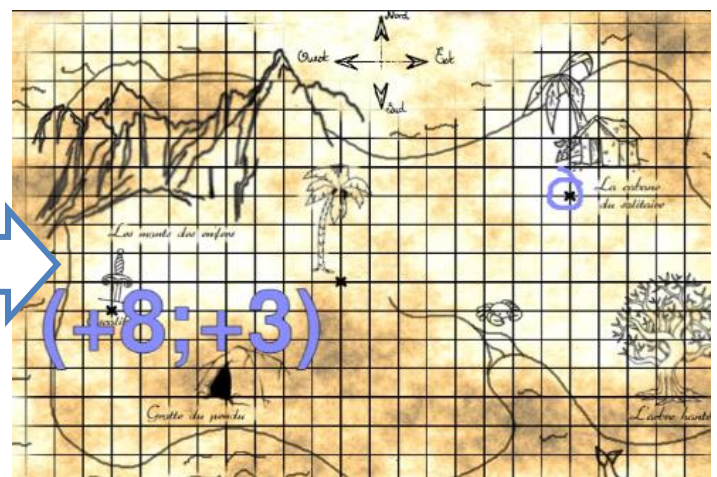 Nord
Ouest
Est
Sud
La cabane
du solitaire
Les monts des enfers
(+8;+3)
Grotte du pendu
L'arbre hanté